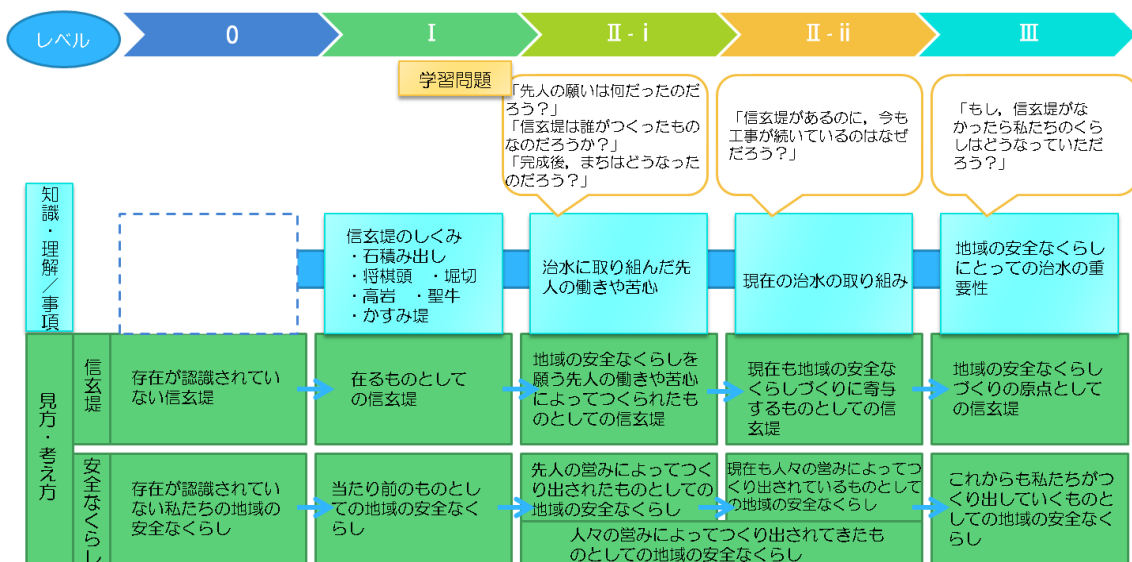 レベル
0
Ⅰ
Ⅱ-ⅰ
Ⅱ-ⅱ
Ⅲ
学習問題
「先人の願いは何だったのだ
ろう？」
「信玄堤は誰がつくったもの
なのだろうか？」
「完成後，まちはどうなった
のだろう？」
「信玄堤があるのに，今も
工事が続いているのはなぜ
だろう？」
「もし，信玄堤がな
かったら私たちのくら
しはどうなっていただ
ろう？」
知識・理解／事項
信玄堤のしくみ
・石積み出し
・将棋頭　・堀切
・高岩　・聖牛
・かすみ堤
治水に取り組んだ先
人の働きや苦心
現在の治水の取り組み
地域の安全なくらし
にとっての治水の重
要性
見方・考え方
信玄堤
存在が認識されてい
ない信玄堤
在るものとして
の信玄堤
地域の安全なくらしを
願う先人の働きや苦心
によってつくられたも
のとしての信玄堤
現在も地域の安全な
くらしづくりに寄与
するものとしての信
玄堤
地域の安全なくらし
づくりの原点として
の信玄堤
安全なくらし
存在が認識されてい
ない私たちの地域の
安全なくらし
当たり前のものとし
ての地域の安全なく
らし
先人の営みによってつく
り出されたものとしての
地域の安全なくらし
現在も人々の営みによってつ
くり出されているものとして
の地域の安全なくらし
これからも私たちがつ
くり出していくものと
しての地域の安全なく
らし
人々の営みによってつくり出されてきたも
のとしての地域の安全なくらし